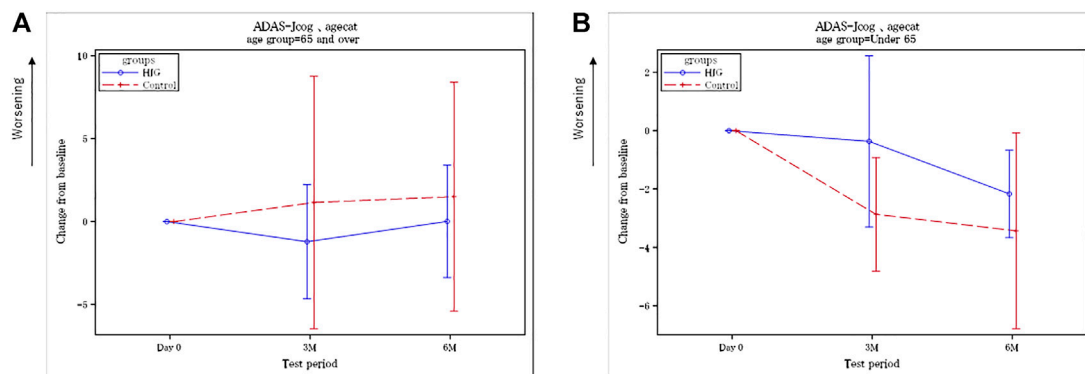 A
Worsening
ADAS-Jcog 、agecat
age group=65 and over
groups
HIG
Control
10
5
0
-5
Change from baseline
Day 0
3M
6M
Test period
B
Worsening
ADAS-Jcog 、agecat
age group=Under 65
groups
HIG
Control
2
0
-2
-4
-6
Change from baseline
Day 0
3M
6M
Test period